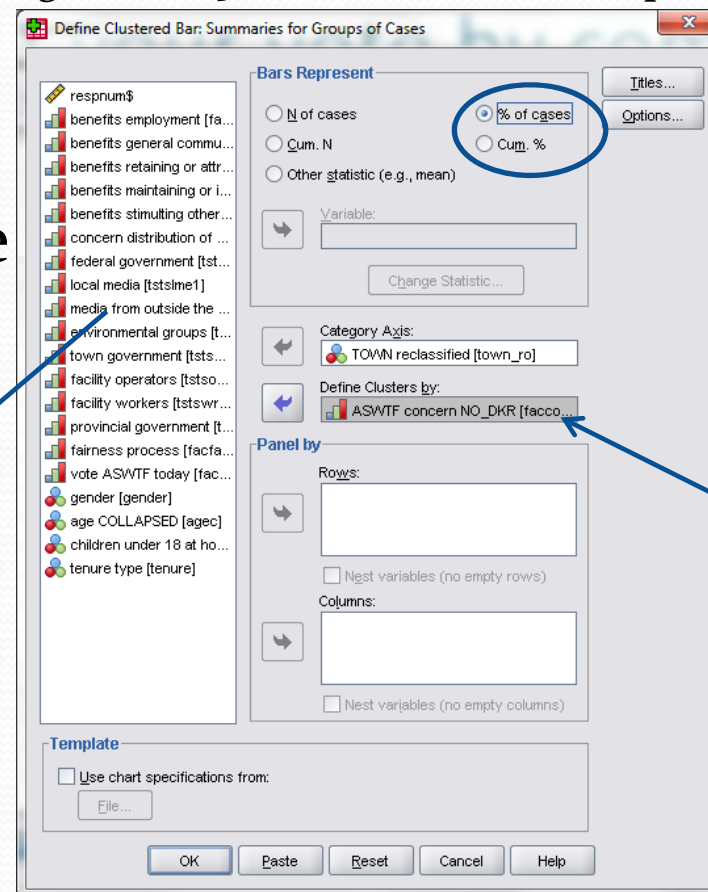 Define Clustered Bar: Summaries for Groups of Cases
respnum$
benefits employment [fa...
benefits general commu...
benefits retaining or attr...
benefits maintaining or i...
benefits stimulting other...
concern distribution of ...
federal government [tst...
local media [tstslme1]
media from outside the ...
environmental groups [t...
town government [tsts...
facility operators [tstso...
facility workers [tstswr...
provincial government [t...
fairness process [facfa...
vote ASWTF today [fac...
gender [gender]
age COLLAPSED [agec]
children under 18 at ho...
tenure type [tenure]
Bars Represent
N of cases
% of cases
Cum. N
Cum. %
Other statistic (e.g., mean)
Variable:
Change Statistic...
Category Axis:
TOWN reclassified [town_ro]
Define Clusters by:
ASWTF concern NO_DKR [facco...
Panel by
Rows:
Nest variables (no empty rows)
Columns:
Nest variables (no empty columns)
Titles...
Options...
Template
Use chart specifications from:
File...
OK
Paste
Reset
Cancel
Help